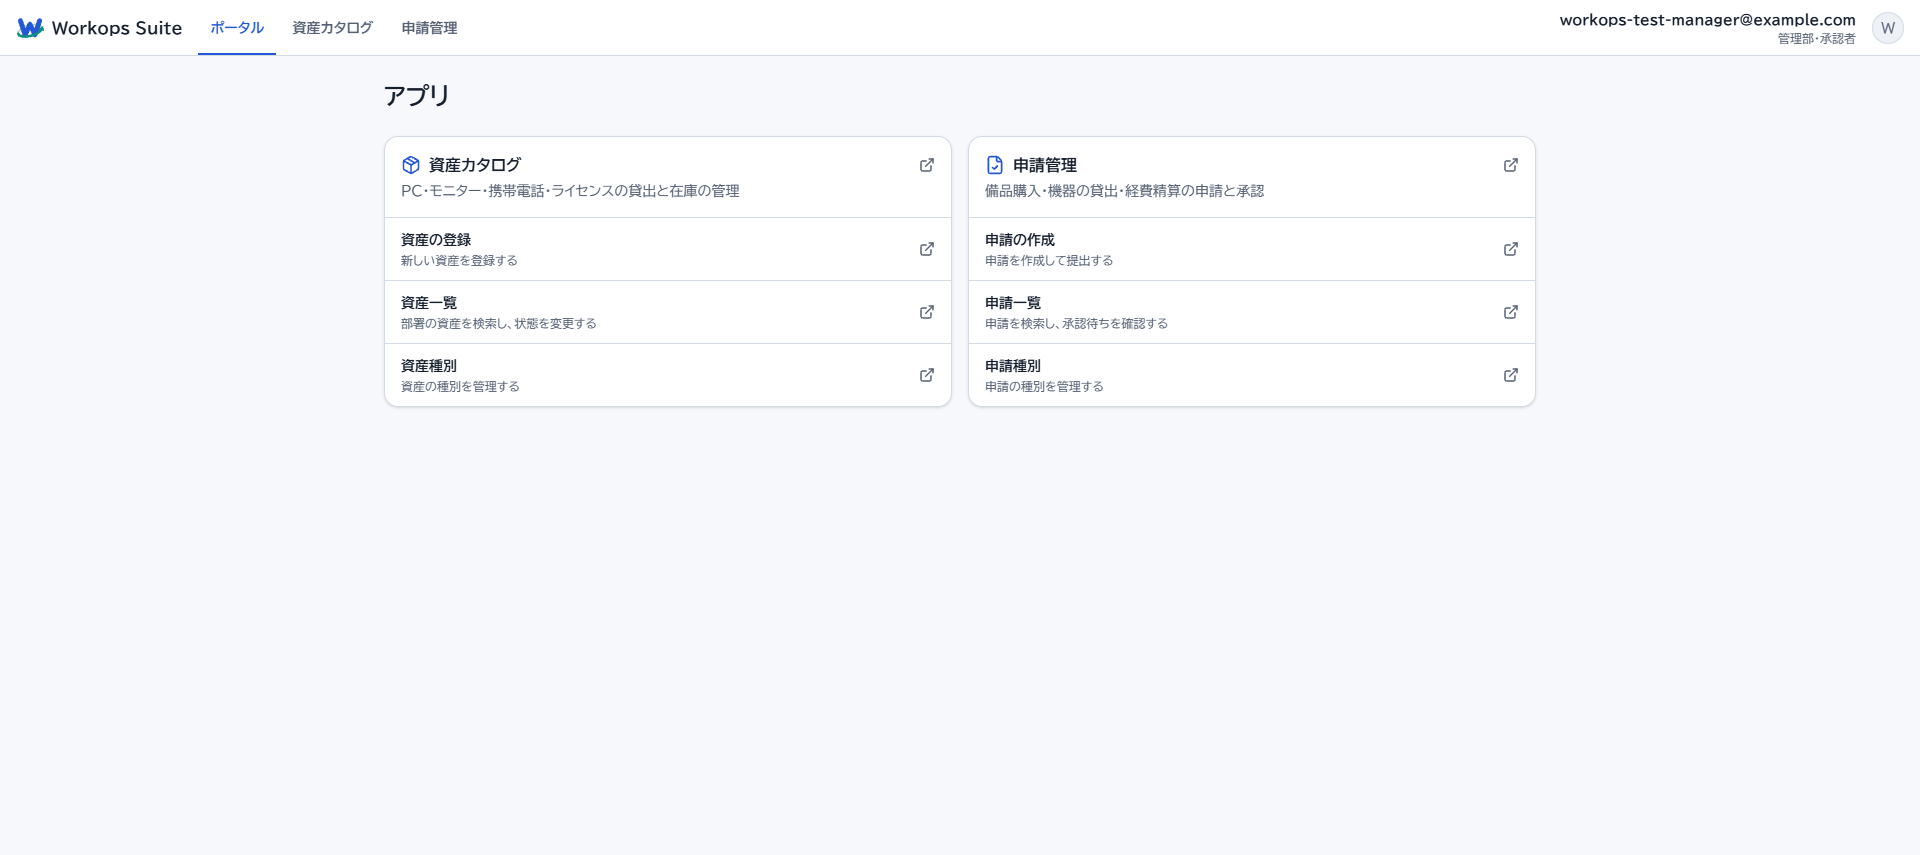 Workops Suite
ポータル
資産カタログ
申請管理
workops-test-manager@example.com
管理部・承認者
W
アプリ
資産カタログ
PC・モニター・携帯電話・ライセンスの貸出と在庫の管理
資産の登録
新しい資産を登録する
資産一覧
部署の資産を検索し、状態を変更する
資産種別
資産の種別を管理する
申請管理
備品購入・機器の貸出・経費精算の申請と承認
申請の作成
申請を作成して提出する
申請一覧
申請を検索し、承認待ちを確認する
申請種別
申請の種別を管理する